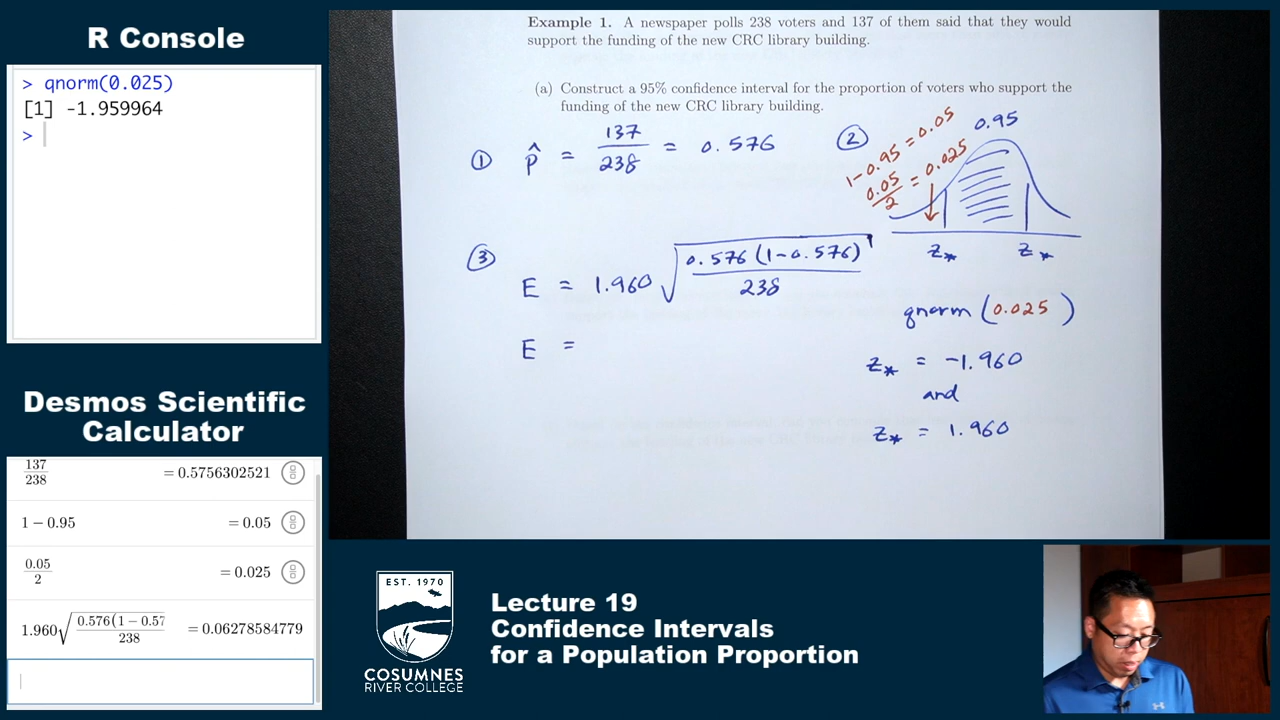 R Console
> qnorm(0.025)
[1] -1.959964
>
Desmos Scientific
Calculator
137/238 = 0.5756302521
1 − 0.95 = 0.05
0.05/2 = 0.025
1.960√(0.576(1 − 0.57/238 = 0.06278584779
Example 1. A newspaper polls 238 voters and 137 of them said that they would
support the funding of the new CRC library building.
(a) Construct a 95% confidence interval for the proportion of voters who support the
funding of the new CRC library building.
① p̂ = 137/238 = 0.576
②
1-0.95 = 0.05
0.05/2 = 0.025
0.95
z* z*
③
E = 1.960 √(0.576 (1-0.576)/238)
E =
qnorm (0.025)
z* = -1.960
and
z* = 1.960
EST. 1970
COSUMNES
RIVER COLLEGE
Lecture 19
Confidence Intervals
for a Population Proportion